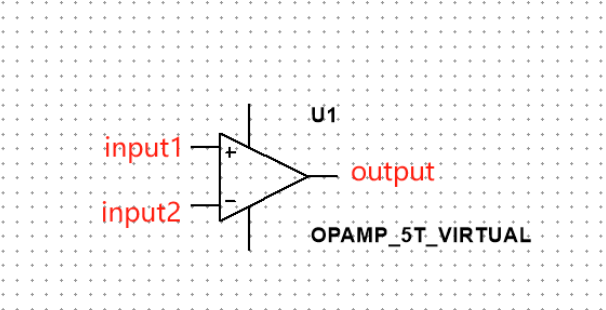 U1
input1
+
output
input2
−
OPAMP_5T_VIRTUAL